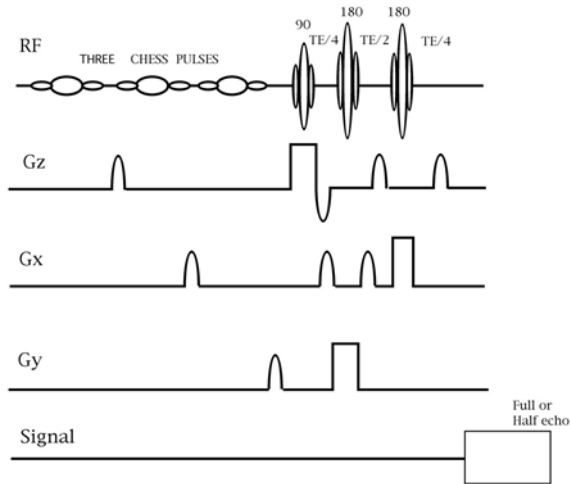 90 180 180
RF TE/4 TE/2 TE/4
THREE CHESS PULSES
Gz
Gx
Gy
Full or
Half echo
Signal